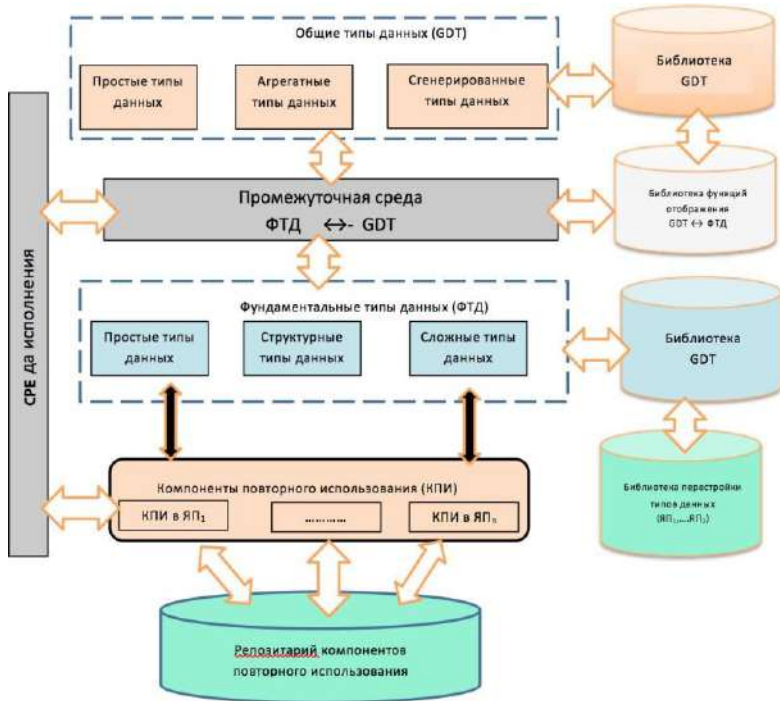 Общие типы данных (GDT)
Простые типы
данных
Агрегатные
типы данных
Сгенерированные
типы данных
Библиотека
GDT
Промежуточная среда
ФТД ↔- GDT
Библиотека функций
отображения
GDT ↔ ФТД
СРЕ да исполнения
Фундаментальные типы данных (ФТД)
Простые типы
данных
Структурные
типы данных
Сложные типы
данных
Библиотека
GDT
Компоненты повторного использования (КПИ)
КПИ в ЯП₁
............
КПИ в ЯПₙ
Библиотека перестройки
типов данных
(ЯП₁,....ЯП₂)
Репозитарий компонентов
повторного использования